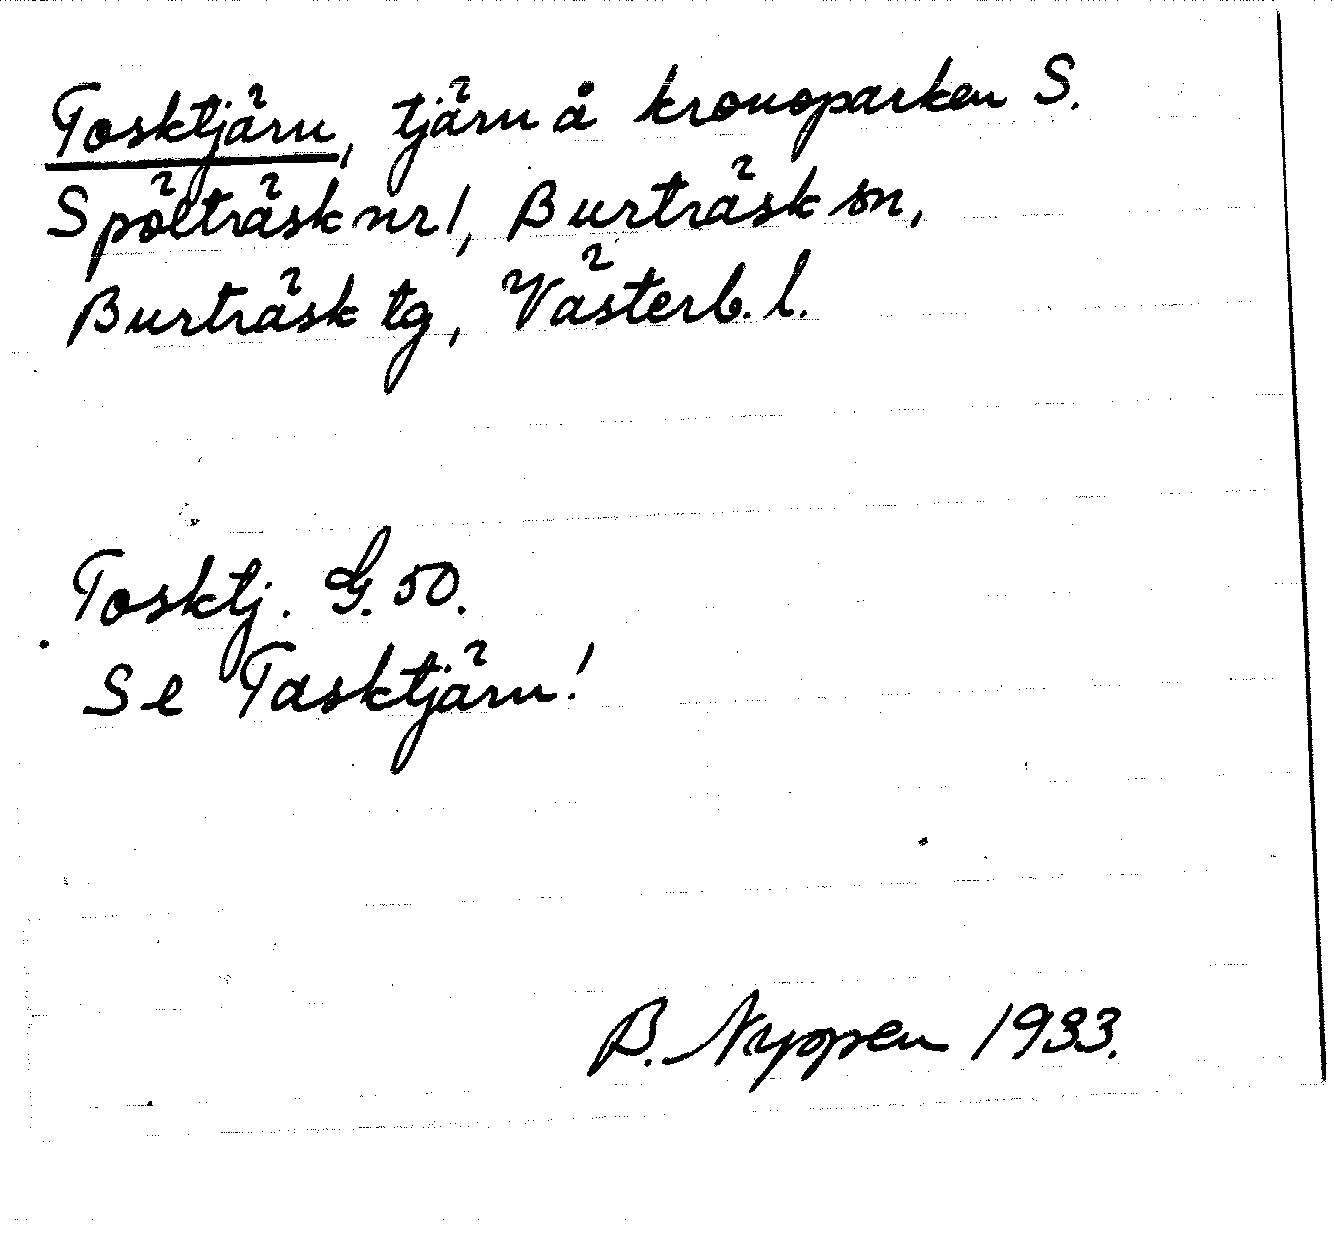 Tosktjärn, tjärn å kronoparken S.
Spölträsk nr 1, Burträsk sn,
Burträsk tg, Västerb. l.
Tosktj. G. 50.
Se Tasktjärn!
B. Nyppen 1933.